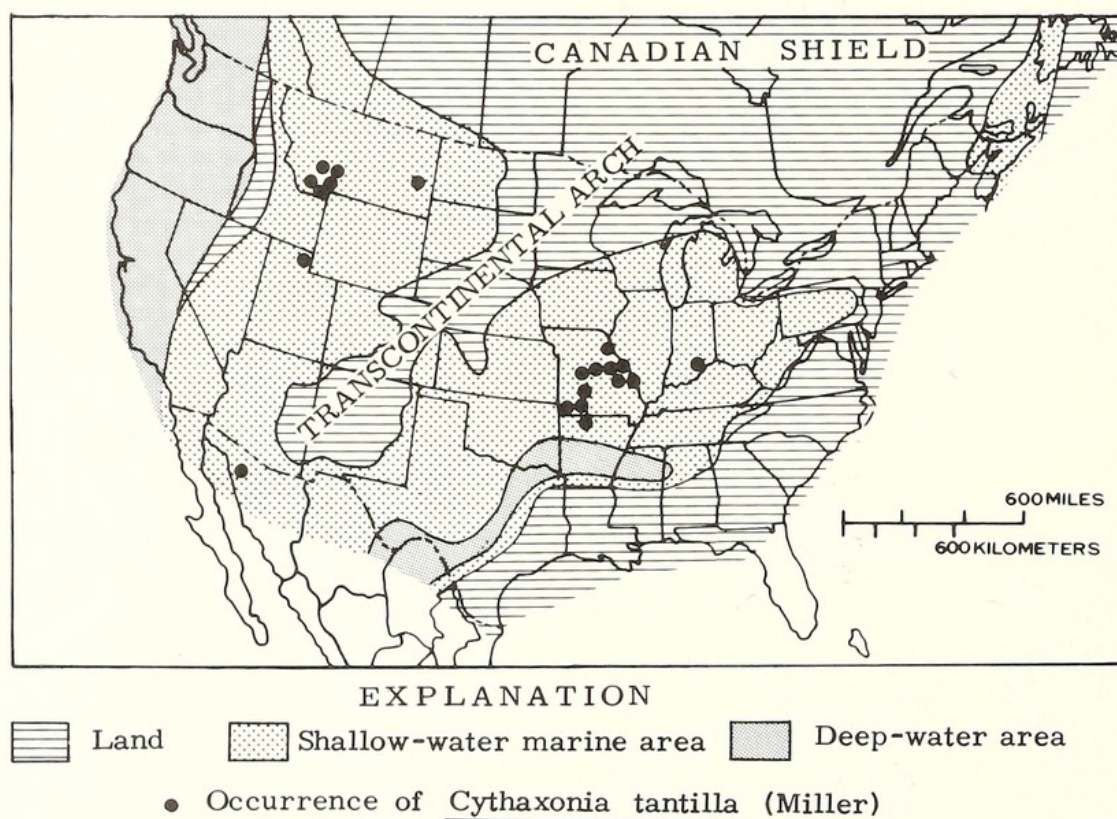 CANADIAN SHIELD
TRANSCONTINENTAL ARCH
600 MILES
600 KILOMETERS
EXPLANATION
Land
Shallow-water marine area
Deep-water area
Occurrence of Cythaxonia tantilla (Miller)